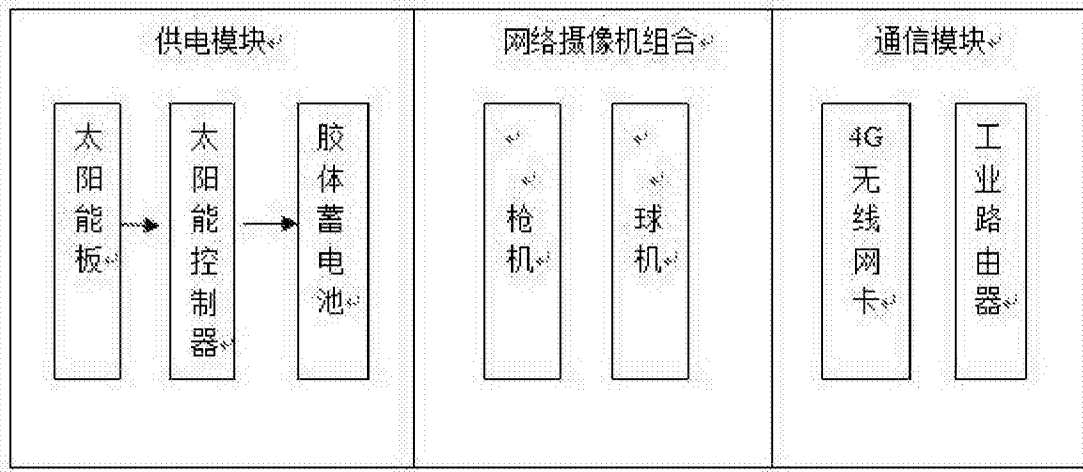 供电模块
网络摄像机组合
通信模块
太阳能板
太阳能控制器
胶体蓄电池
枪机
球机
4G无线网卡
工业路由器